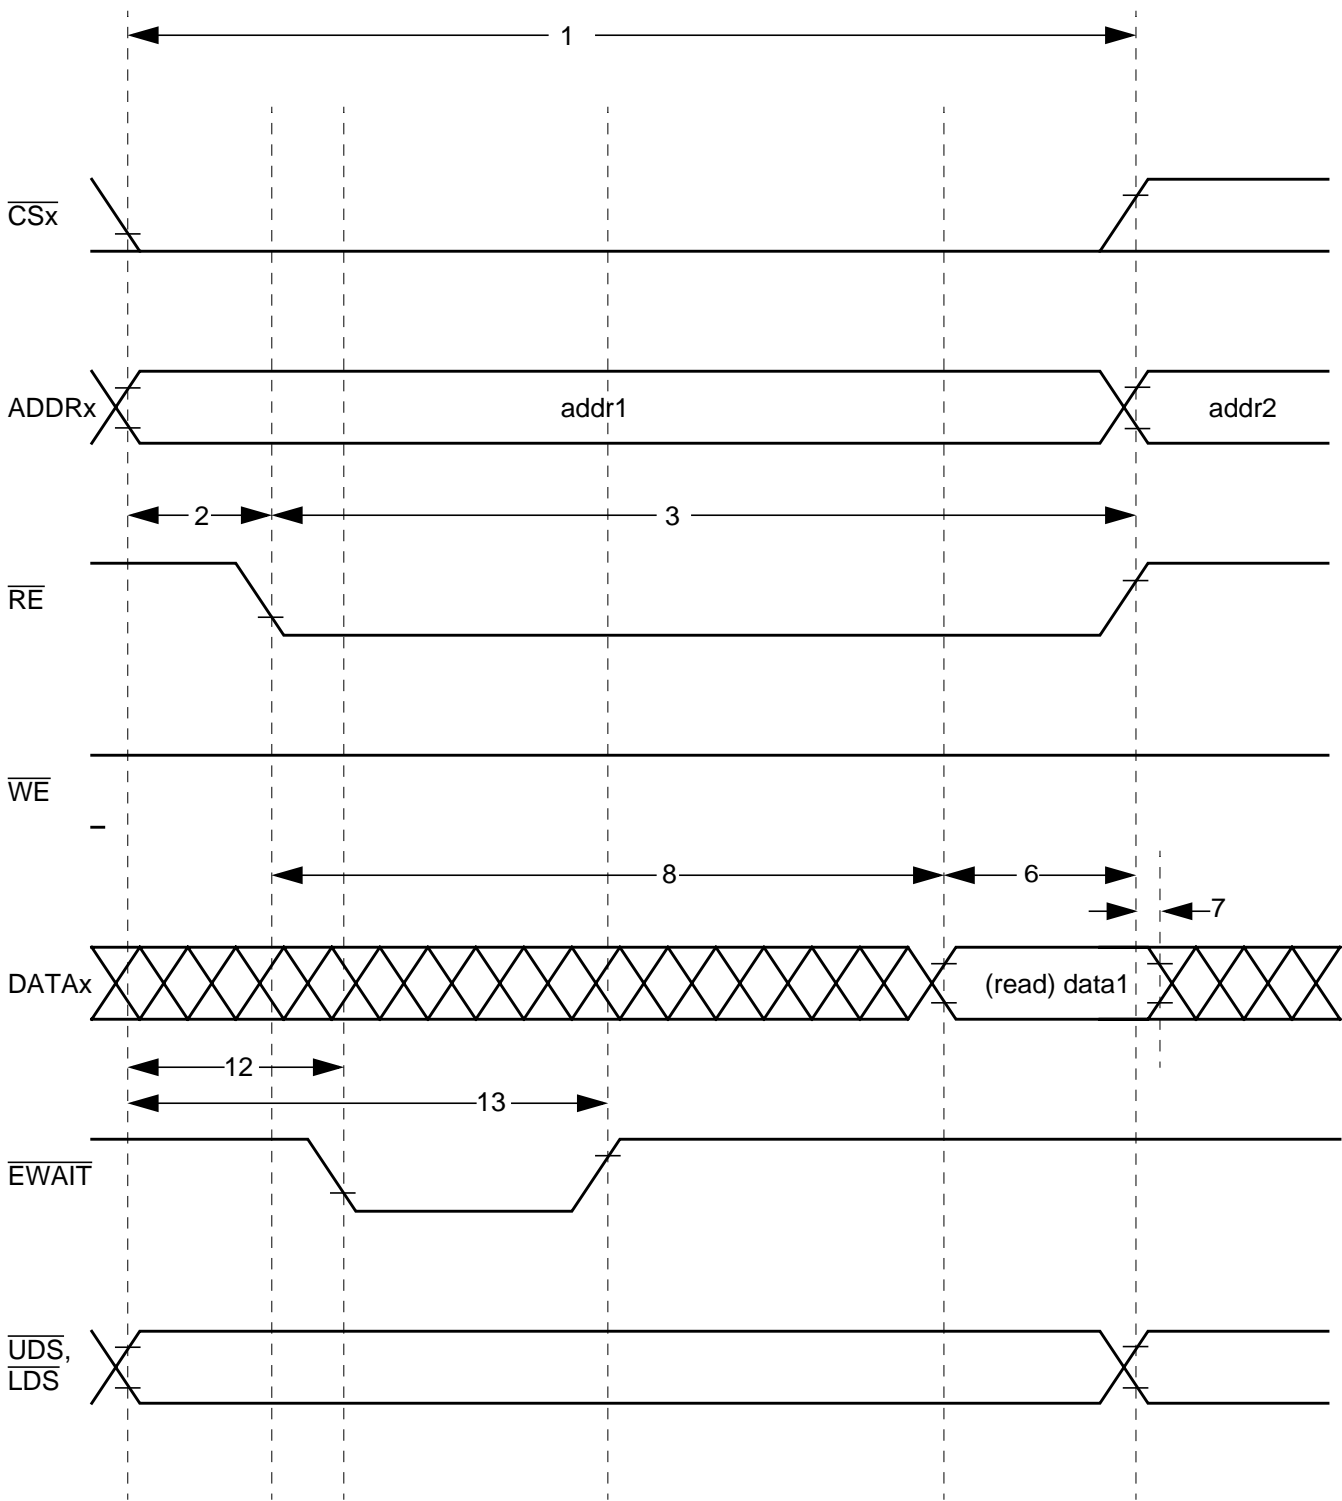 1
CSx
ADDRx
addr1
addr2
2
3
RE
WE
8
6
7
DATAx
(read) data1
12
13
EWAIT
UDS,
LDS